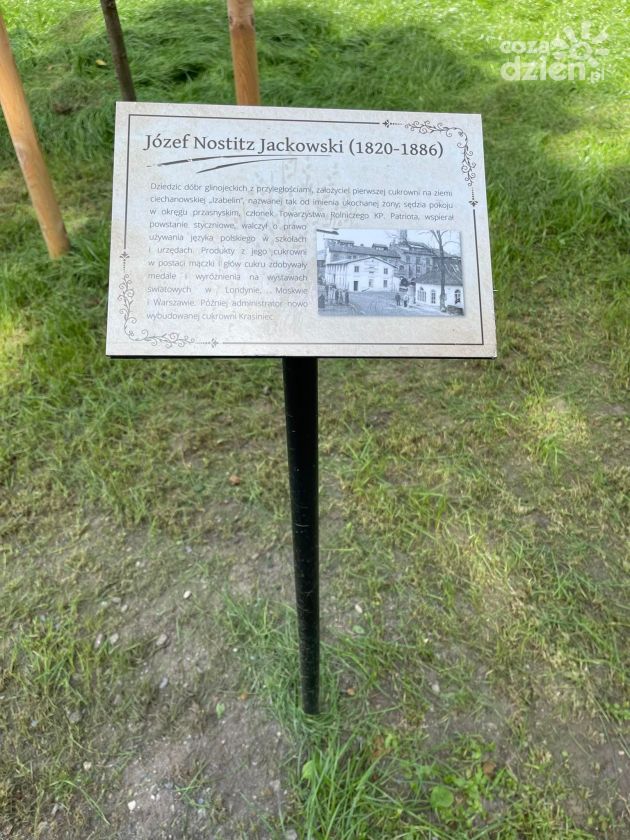 cozadzien.pl
Józef Nostitz Jackowski (1820-1886)
Dziedzic dóbr glinojeckich z przyległościami, założyciel pierwszej cukrowni na ziemi
ciechanowskiej „Izabelin", nazwanej tak od imienia ukochanej żony; sędzia pokoju
w okręgu przasnyskim, członek Towarzystwa Rolniczego KP. Patriota, wspierał
powstanie styczniowe, walczył o prawo
używania języka polskiego w szkołach
i urzędach. Produkty z jego cukrowni
w postaci mączki i głów cukru zdobywały
medale i wyróżnienia na wystawach
światowych w Londynie, Moskwie
i Warszawie. Później administrator nowo
wybudowanej cukrowni Krasiniec.